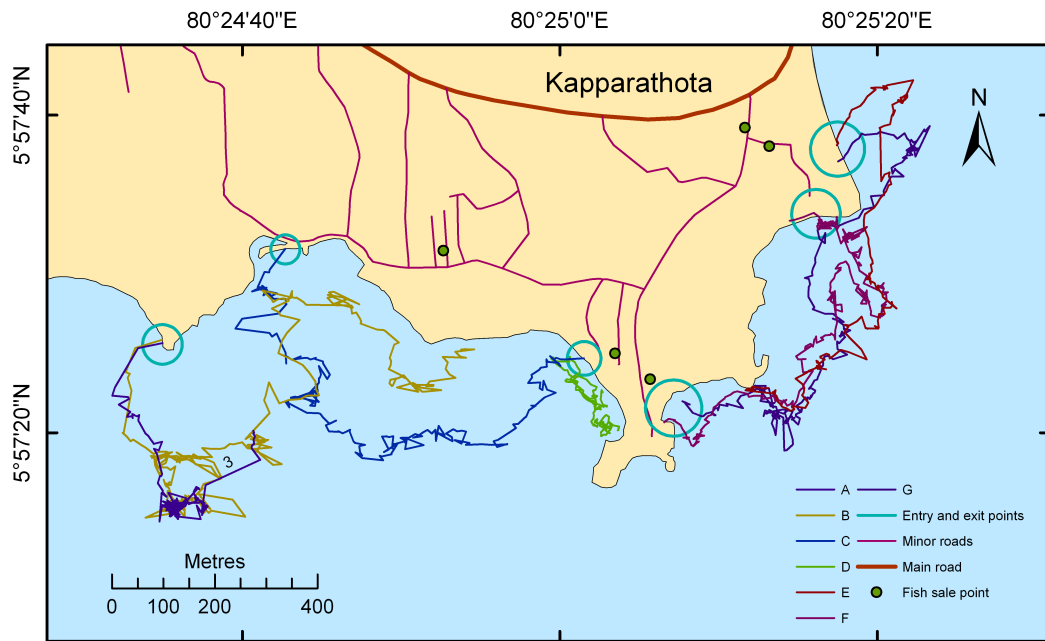 80°24'40"E 80°25'0"E 80°25'20"E
Kapparathota
N
5°57'40"N
5°57'20"N
3
A G
B Entry and exit points
C Minor roads
D Main road
E Fish sale point
F
Metres
0 100 200 400